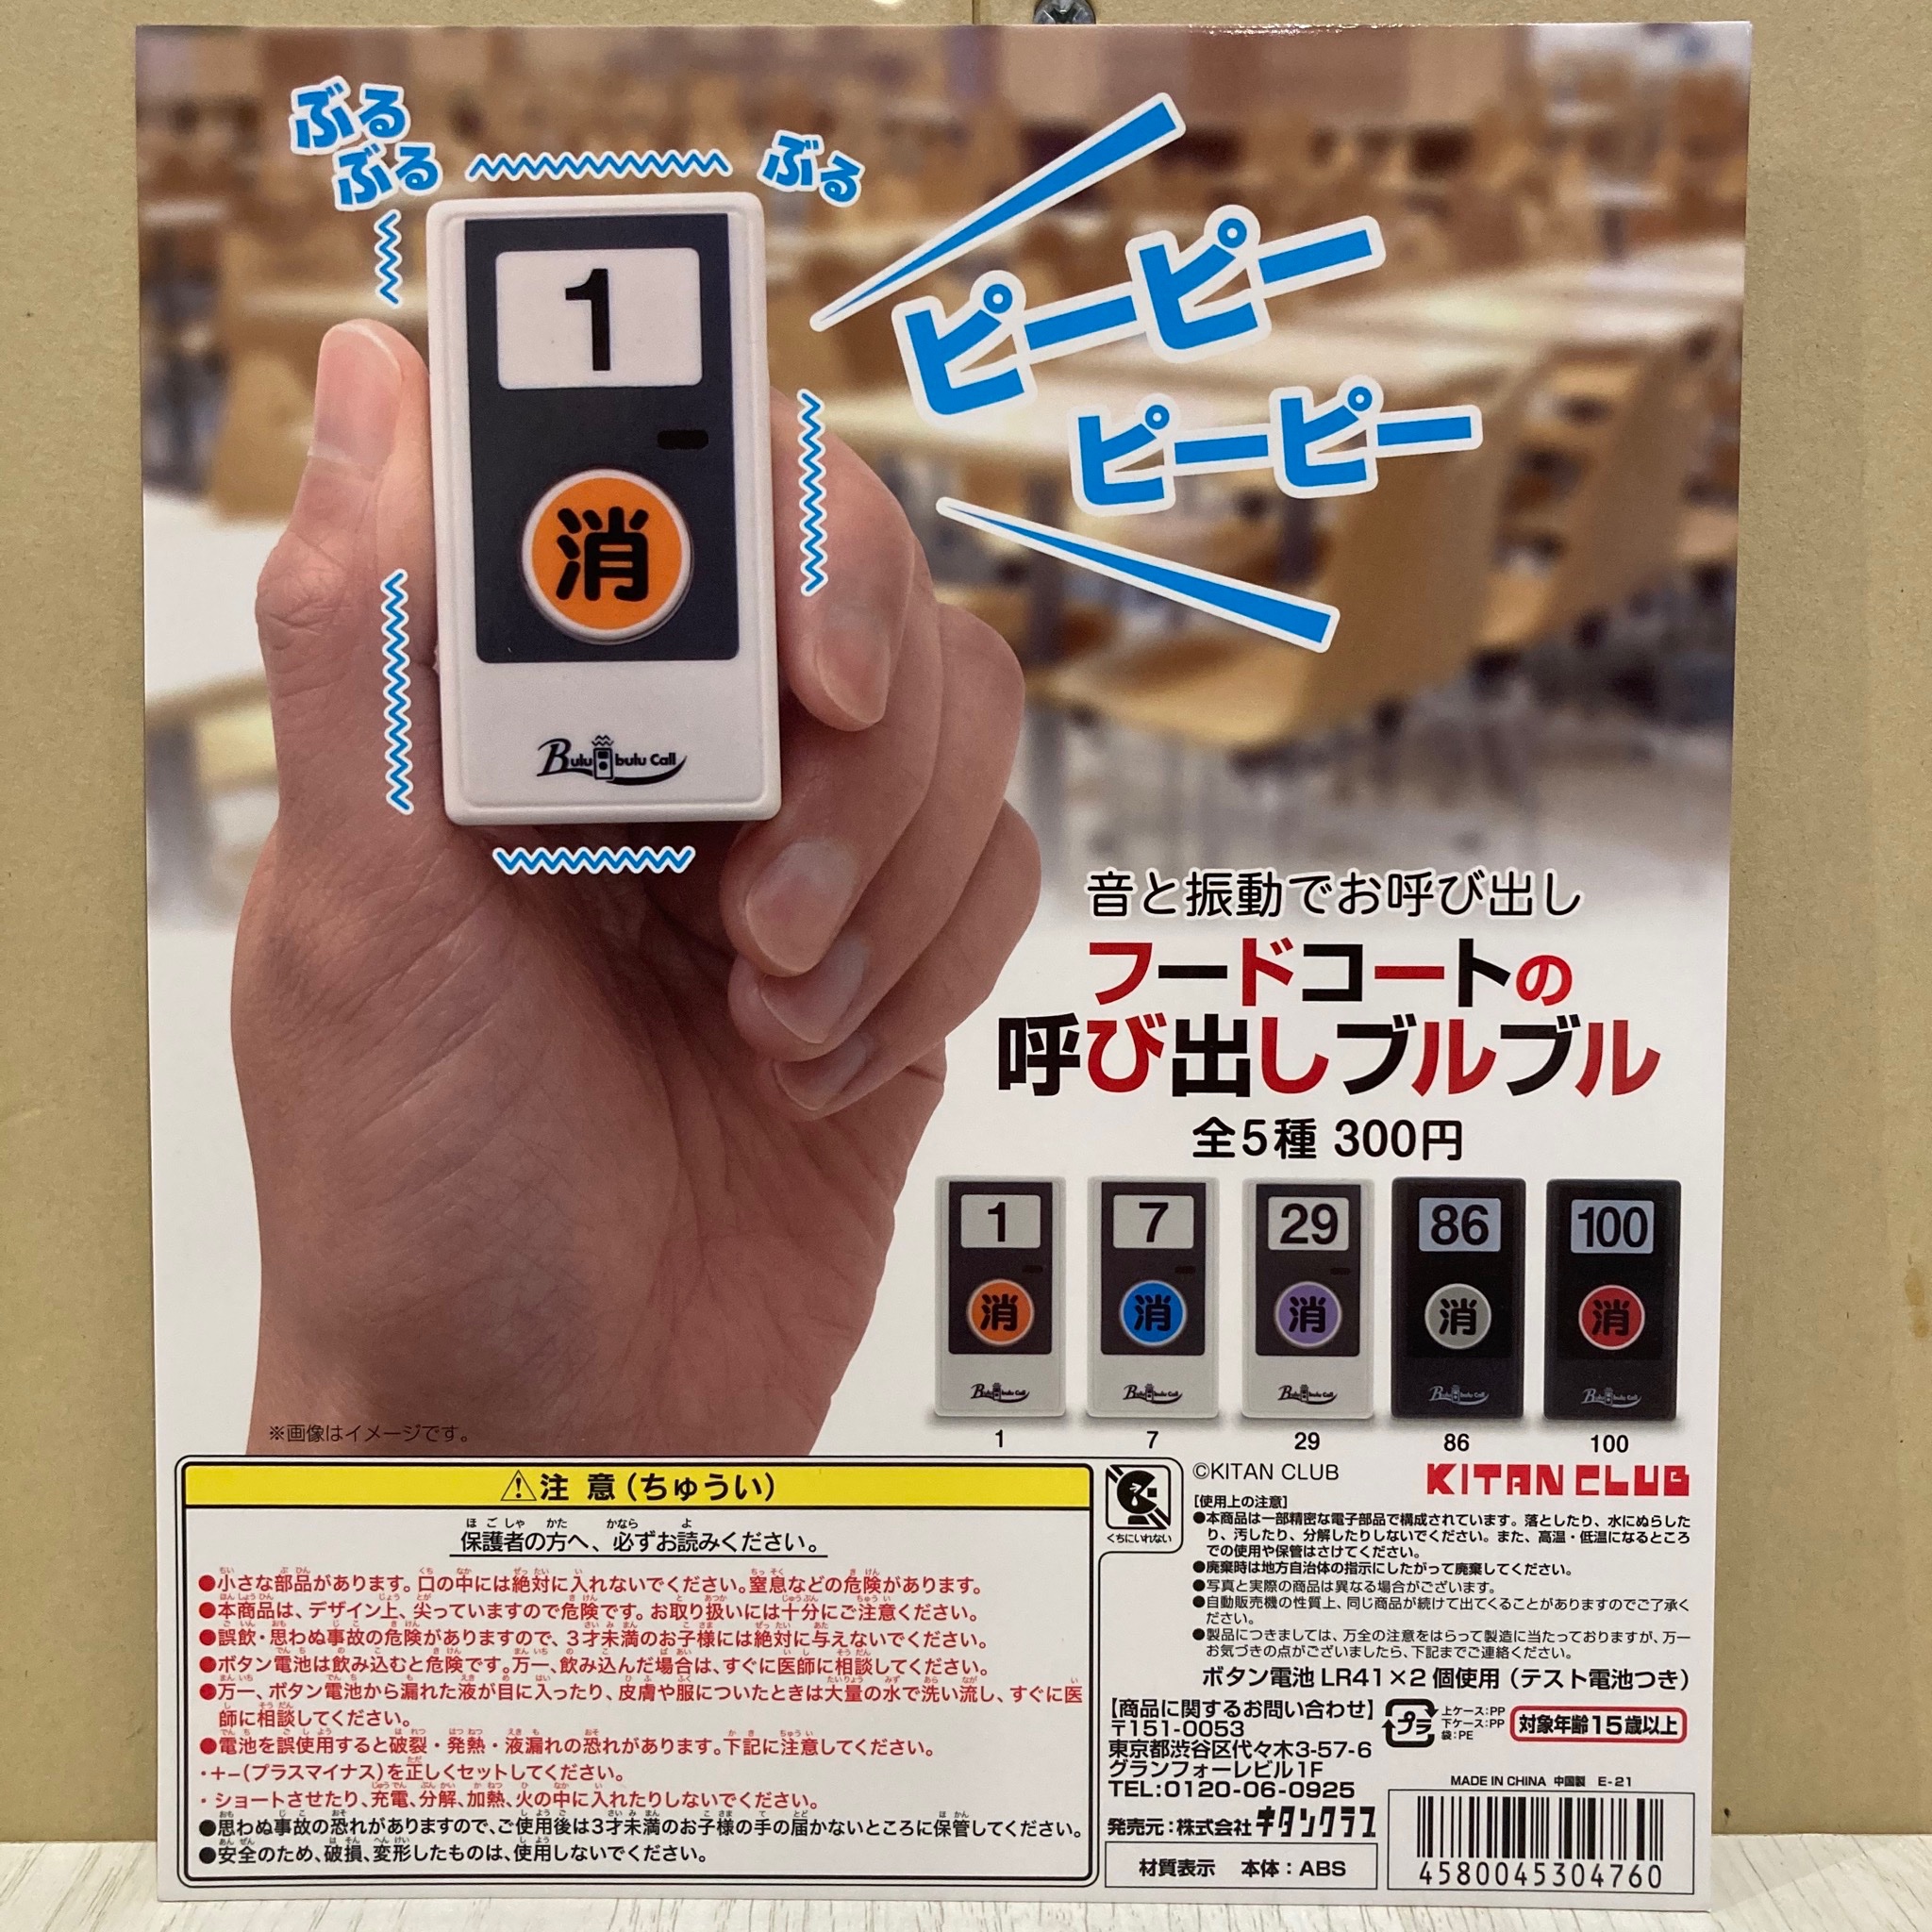 ぶる
ぶる
ぶる
ピーピー
ピーピー
1
消
Bulu bulu Call
音と振動でお呼び出し
フードコートの
呼び出しブルブル
全5種 300円
1 7 29 86 100
消 消 消 消 消
Bulu bulu Call Bulu bulu Call Bulu bulu Call Bulu bulu Call Bulu bulu Call
1 7 29 86 100
※画像はイメージです。
注意(ちゅうい)
保護者の方へ、必ずお読みください。
●小さな部品があります。口の中には絶対に入れないでください。窒息などの危険があります。
●本商品は、デザイン上、尖っていますので危険です。お取り扱いには十分にご注意ください。
●誤飲・思わぬ事故の危険がありますので、3才未満のお子様には絶対に与えないでください。
●ボタン電池は飲み込むと危険です。万一、飲み込んだ場合は、すぐに医師に相談してください。
●万一、ボタン電池から漏れた液が目に入ったり、皮膚や服についたときは大量の水で洗い流し、すぐに医
師に相談してください。
●電池を誤使用すると破裂・発熱・液漏れの恐れがあります。下記に注意してください。
・+−(プラスマイナス)を正しくセットしてください。
・ショートさせたり、充電、分解、加熱、火の中に入れたりしないでください。
●思わぬ事故の恐れがありますので、ご使用後は3才未満のお子様の手の届かないところに保管してください。
●安全のため、破損、変形したものは、使用しないでください。
くちにいれない
©KITAN CLUB
KITAN CLUB
[使用上の注意]
●本商品は一部精密な電子部品で構成されています。落としたり、水にぬらした
り、汚したり、分解したりしないでください。また、高温・低温になるところ
での使用や保管はさけてください。
●廃棄時は地方自治体の指示にしたがって廃棄してください。
●写真と実際の商品は異なる場合がございます。
●自動販売機の性質上、同じ商品が続けて出てくることがありますのでご了承く
ださい。
●製品につきましては、万全の注意をはらって製造に当たっておりますが、万一
お気づきの点がございましたら、下記までご連絡ください。
ボタン電池 LR41×2 個使用（テスト電池つき）
【商品に関するお問い合わせ】
〒151-0053
東京都渋谷区代々木3-57-6
グランフォーレビル1F
TEL:0120-06-0925
発売元：株式会社キタンクラブ
材質表示 本体：ABS
プラ
上ケース:PP
下ケース:PP
袋:PE
対象年齢15歳以上
MADE IN CHINA 中国製 E-21
4580045304760